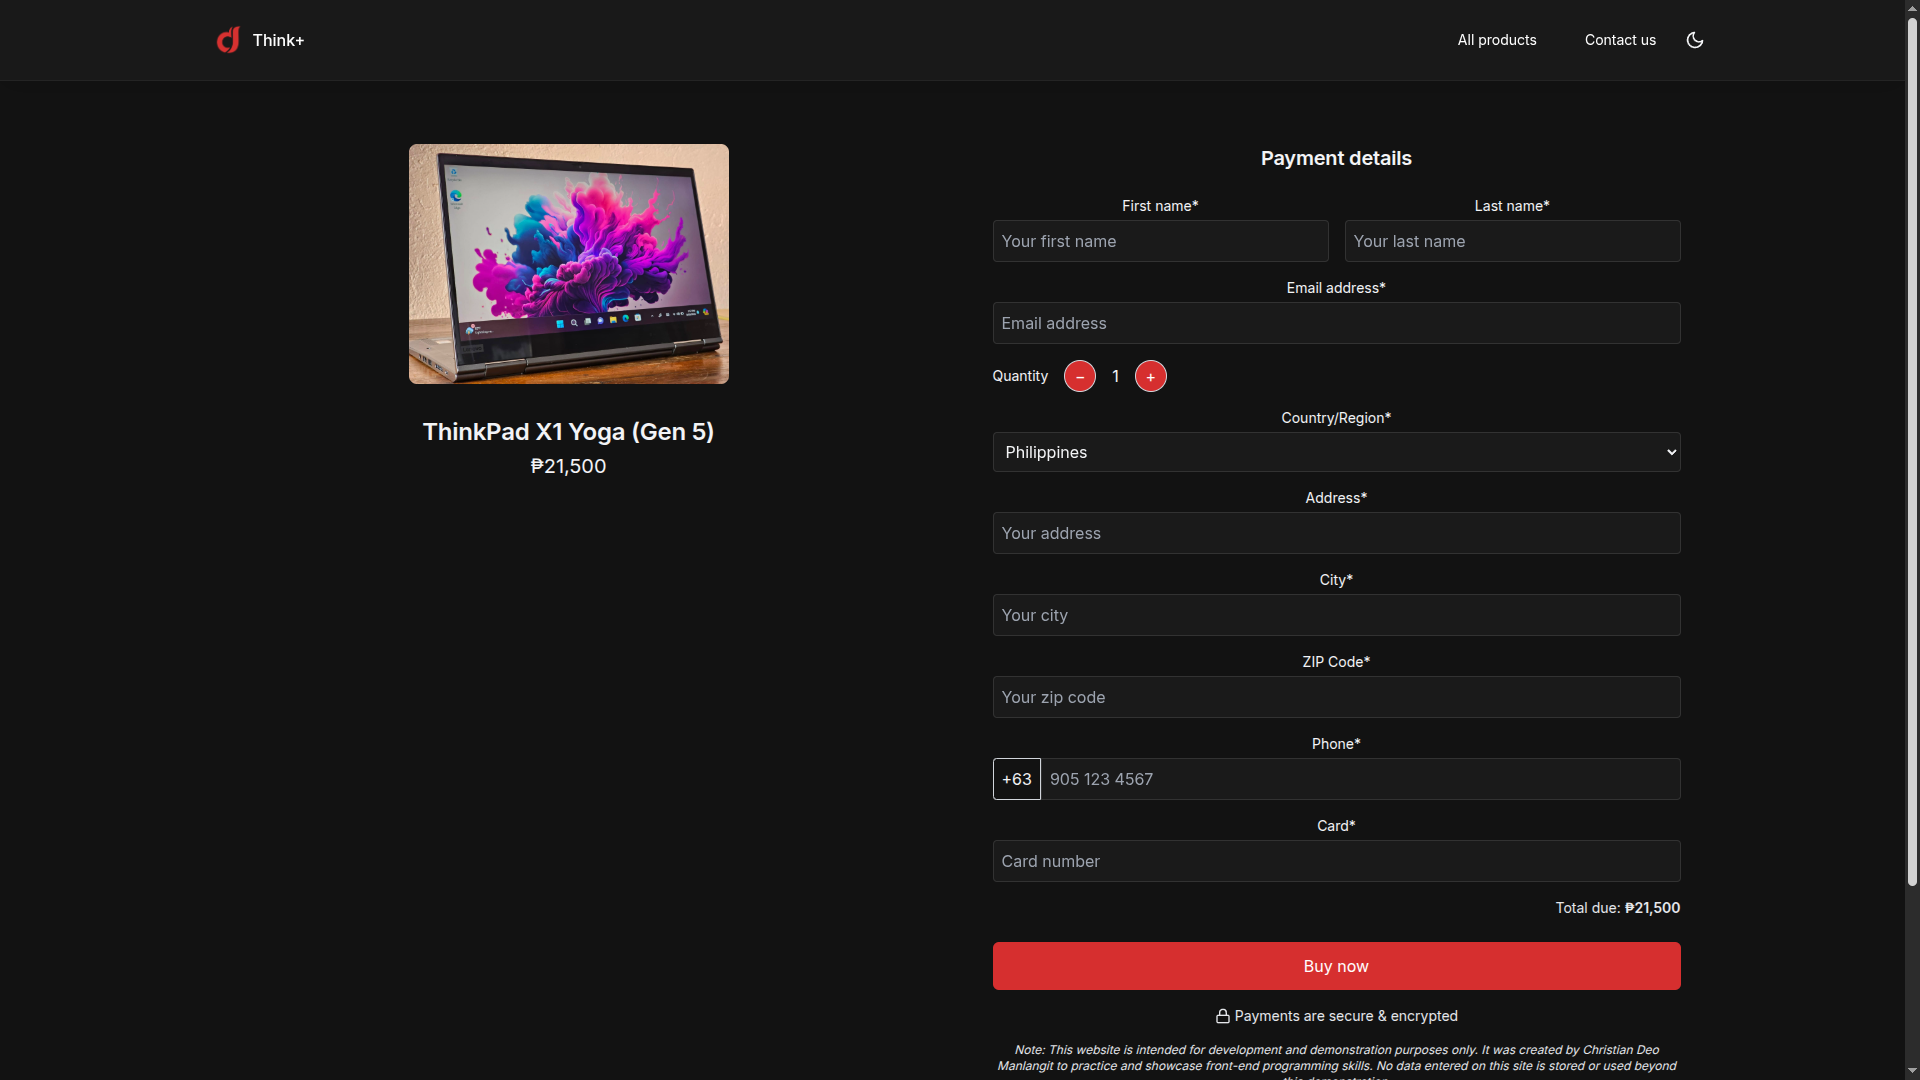 Think+
All products
Contact us
ThinkPad X1 Yoga (Gen 5)
₱21,500
Payment details
First name*
Last name*
Your first name
Your last name
Email address*
Email address
Quantity
−
1
+
Country/Region*
Philippines
Address*
Your address
City*
Your city
ZIP Code*
Your zip code
Phone*
+63
905 123 4567
Card*
Card number
Total due: ₱21,500
Buy now
Payments are secure & encrypted
Note: This website is intended for development and demonstration purposes only. It was created by Christian Deo
Manlangit to practice and showcase front-end programming skills. No data entered on this site is stored or used beyond